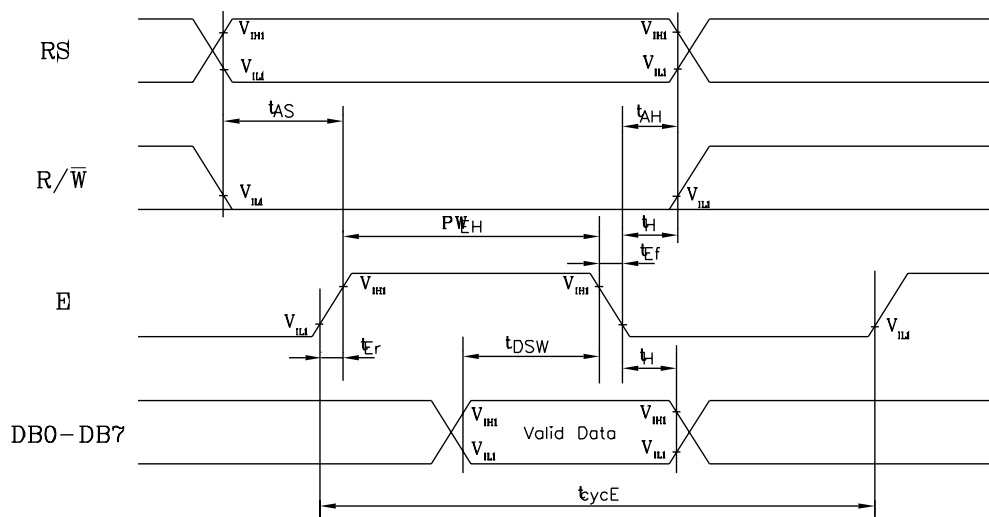 RS
V_IH1
V_IL1
V_IH1
V_IL1
t_AS
t_AH
R/W̅
V_IL1
V_IL1
PW_EH
t_H
t_Ef
E
V_IH1
V_IH1
V_IL1
V_IL1
t_Er
t_DSW
t_H
DB0-DB7
V_IH1
V_IL1
Valid Data
V_IH1
V_IL1
t_cycE